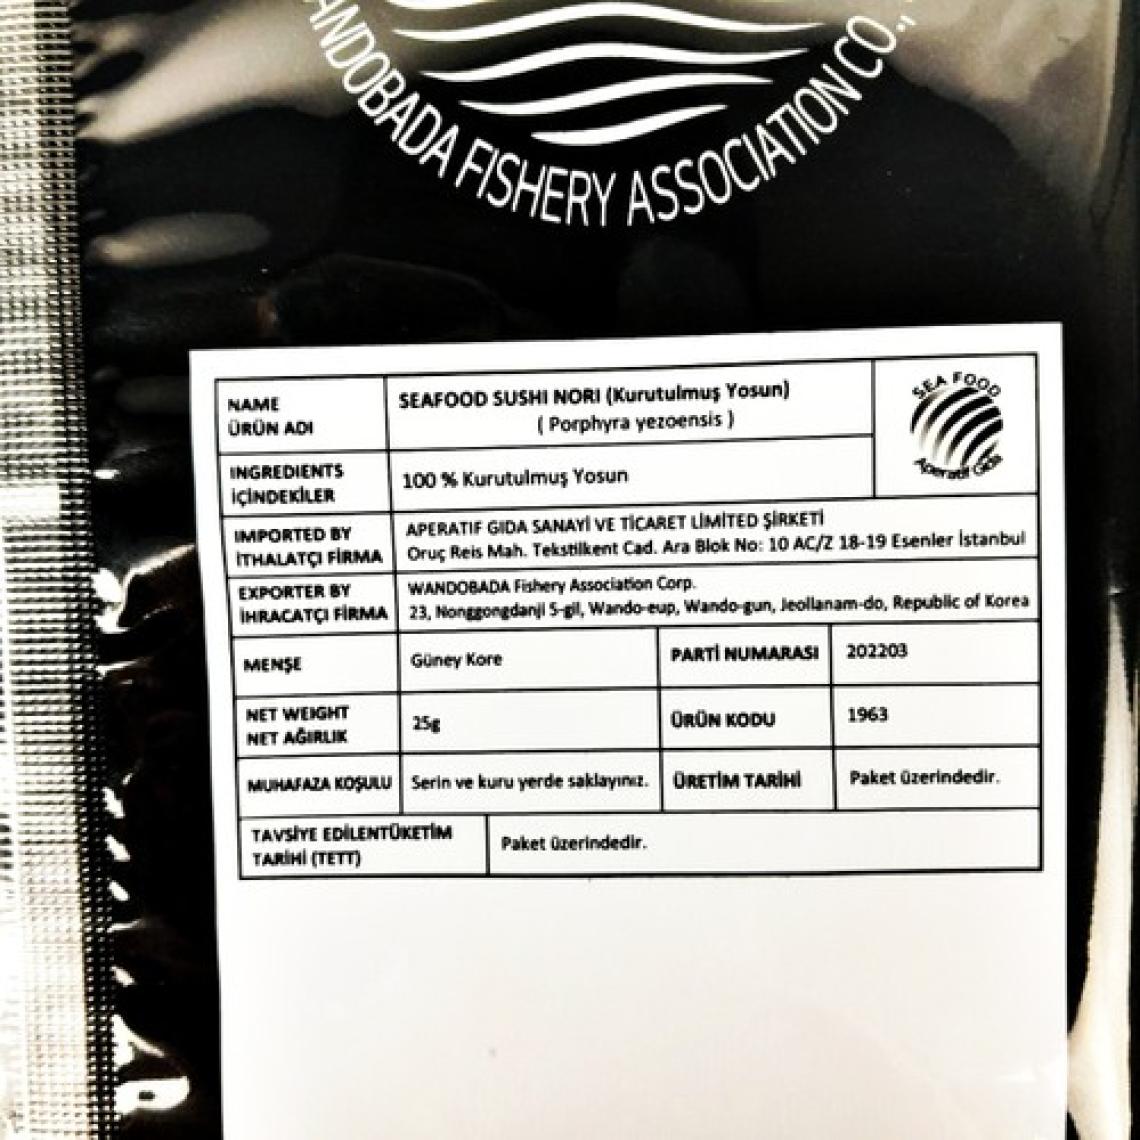 ANDOBADA FISHERY ASSOCIATION CO.,
NAME
ÜRÜN ADI
SEAFOOD SUSHI NORI (Kurutulmuş Yosun)
( Porphyra yezoensis )
SEA FOOD
Aperatif Gıda
INGREDIENTS
İÇİNDEKİLER
100 % Kurutulmuş Yosun
IMPORTED BY
İTHALATÇI FİRMA
APERATIF GIDA SANAYİ VE TİCARET LİMİTED ŞİRKETİ
Oruç Reis Mah. Tekstilkent Cad. Ara Blok No: 10 AC/Z 18-19 Esenler İstanbul
EXPORTER BY
İHRACATÇI FİRMA
WANDOBADA Fishery Association Corp.
23, Nonggongdanji 5-gil, Wando-eup, Wando-gun, Jeollanam-do, Republic of Korea
MENŞE
Güney Kore
PARTİ NUMARASI
202203
NET WEIGHT
NET AĞIRLIK
25g
ÜRÜN KODU
1963
MUHAFAZA KOŞULU
Serin ve kuru yerde saklayınız.
ÜRETİM TARİHİ
Paket üzerindedir.
TAVSİYE EDİLENTÜKETİM
TARİHİ (TETT)
Paket üzerindedir.